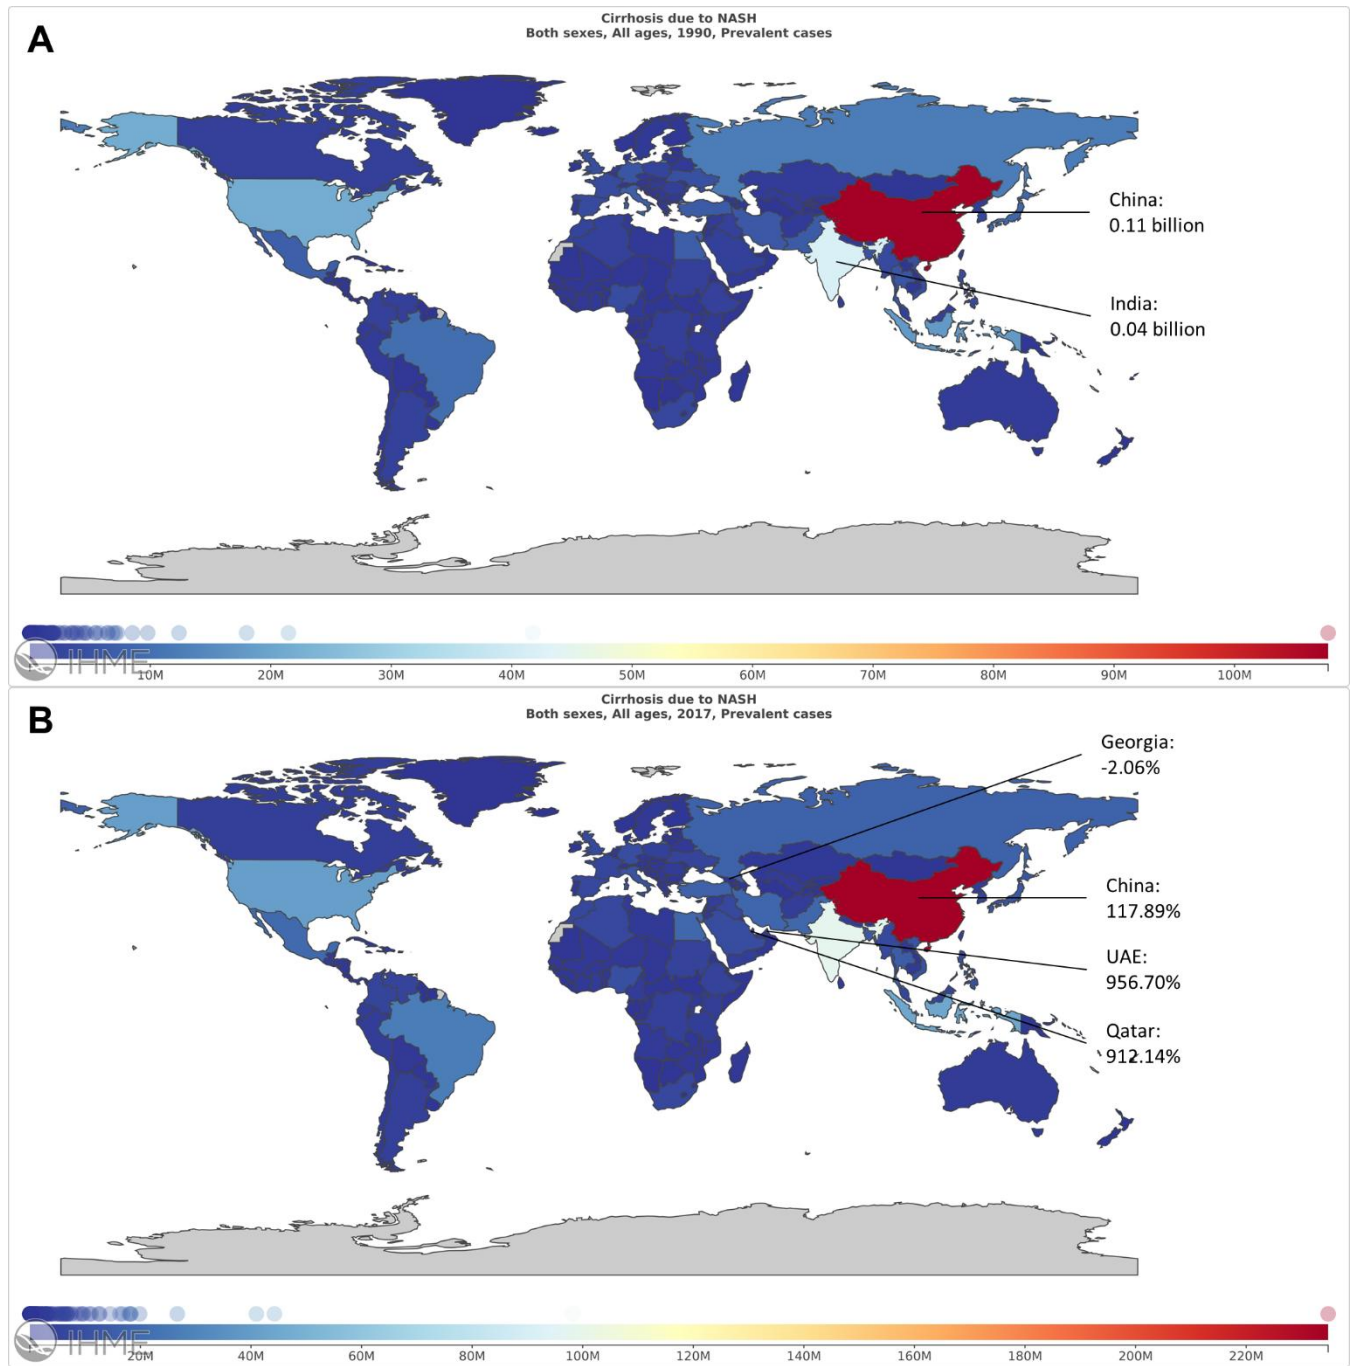 A
Cirrhosis due to NASH
Both sexes, All ages, 1990, Prevalent cases
China:
0.11 billion
India:
0.04 billion
IHME
10M 20M 30M 40M 50M 60M 70M 80M 90M 100M
B
Cirrhosis due to NASH
Both sexes, All ages, 2017, Prevalent cases
Georgia:
-2.06%
China:
117.89%
UAE:
956.70%
Qatar:
912.14%
IHME
20M 40M 60M 80M 100M 120M 140M 160M 180M 200M 220M